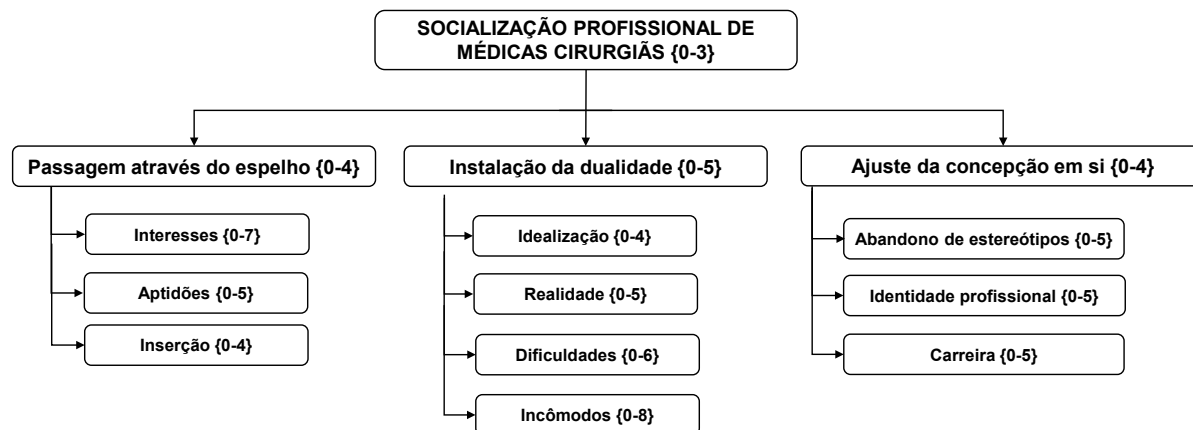 SOCIALIZAÇÃO PROFISSIONAL DE
MÉDICAS CIRURGIÃS {0-3}
Passagem através do espelho {0-4}
Interesses {0-7}
Aptidões {0-5}
Inserção {0-4}
Instalação da dualidade {0-5}
Idealização {0-4}
Realidade {0-5}
Dificuldades {0-6}
Incômodos {0-8}
Ajuste da concepção em si {0-4}
Abandono de estereótipos {0-5}
Identidade profissional {0-5}
Carreira {0-5}